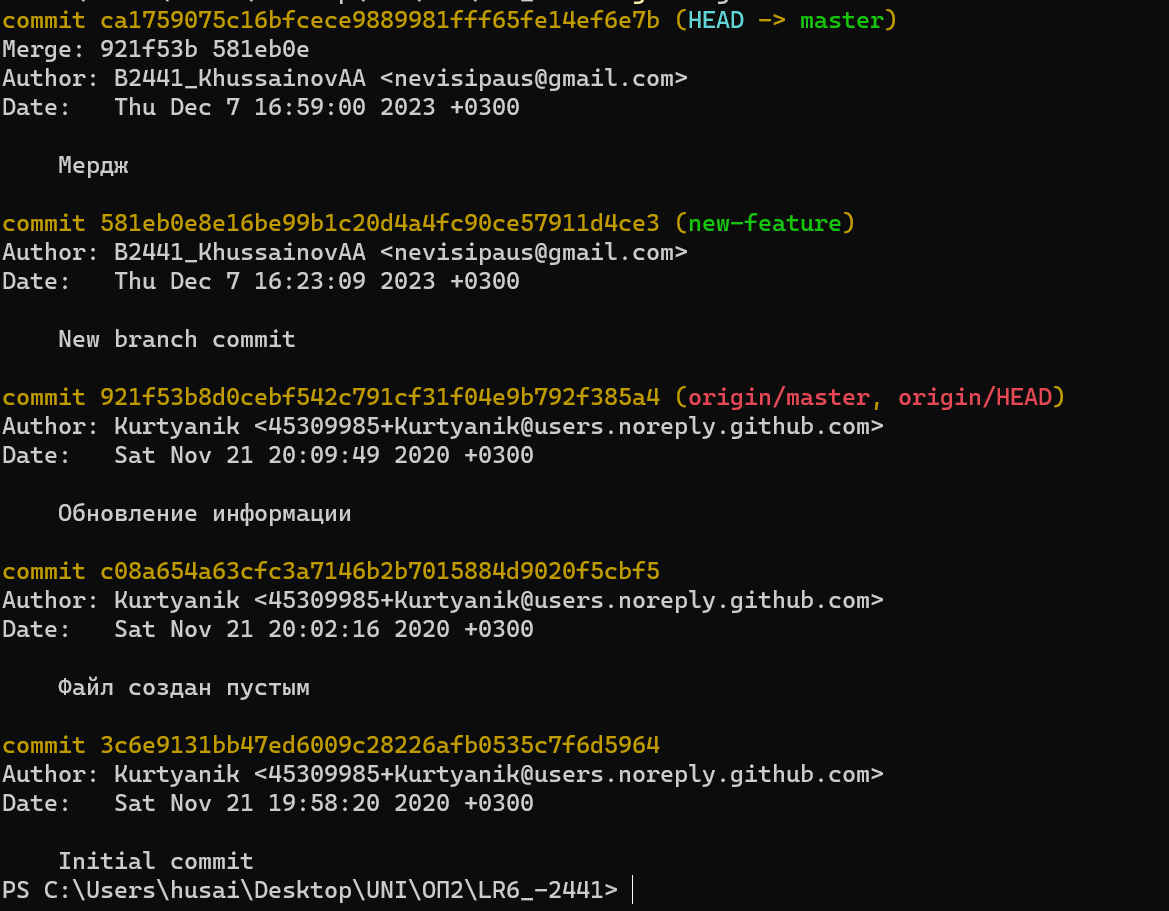 commit ca1759075c16bfcece9889981fff65fe14ef6e7b (HEAD -> master)
Merge: 921f53b 581eb0e
Author: B2441_KhussainovAA <nevisipaus@gmail.com>
Date:   Thu Dec 7 16:59:00 2023 +0300
    Мердж
commit 581eb0e8e16be99b1c20d4a4fc90ce57911d4ce3 (new-feature)
Author: B2441_KhussainovAA <nevisipaus@gmail.com>
Date:   Thu Dec 7 16:23:09 2023 +0300
    New branch commit
commit 921f53b8d0cebf542c791cf31f04e9b792f385a4 (origin/master, origin/HEAD)
Author: Kurtyanik <45309985+Kurtyanik@users.noreply.github.com>
Date:   Sat Nov 21 20:09:49 2020 +0300
    Обновление информации
commit c08a654a63cfc3a7146b2b7015884d9020f5cbf5
Author: Kurtyanik <45309985+Kurtyanik@users.noreply.github.com>
Date:   Sat Nov 21 20:02:16 2020 +0300
    Файл создан пустым
commit 3c6e9131bb47ed6009c28226afb0535c7f6d5964
Author: Kurtyanik <45309985+Kurtyanik@users.noreply.github.com>
Date:   Sat Nov 21 19:58:20 2020 +0300
    Initial commit
PS C:\Users\husai\Desktop\UNI\ОП2\LR6_-2441>